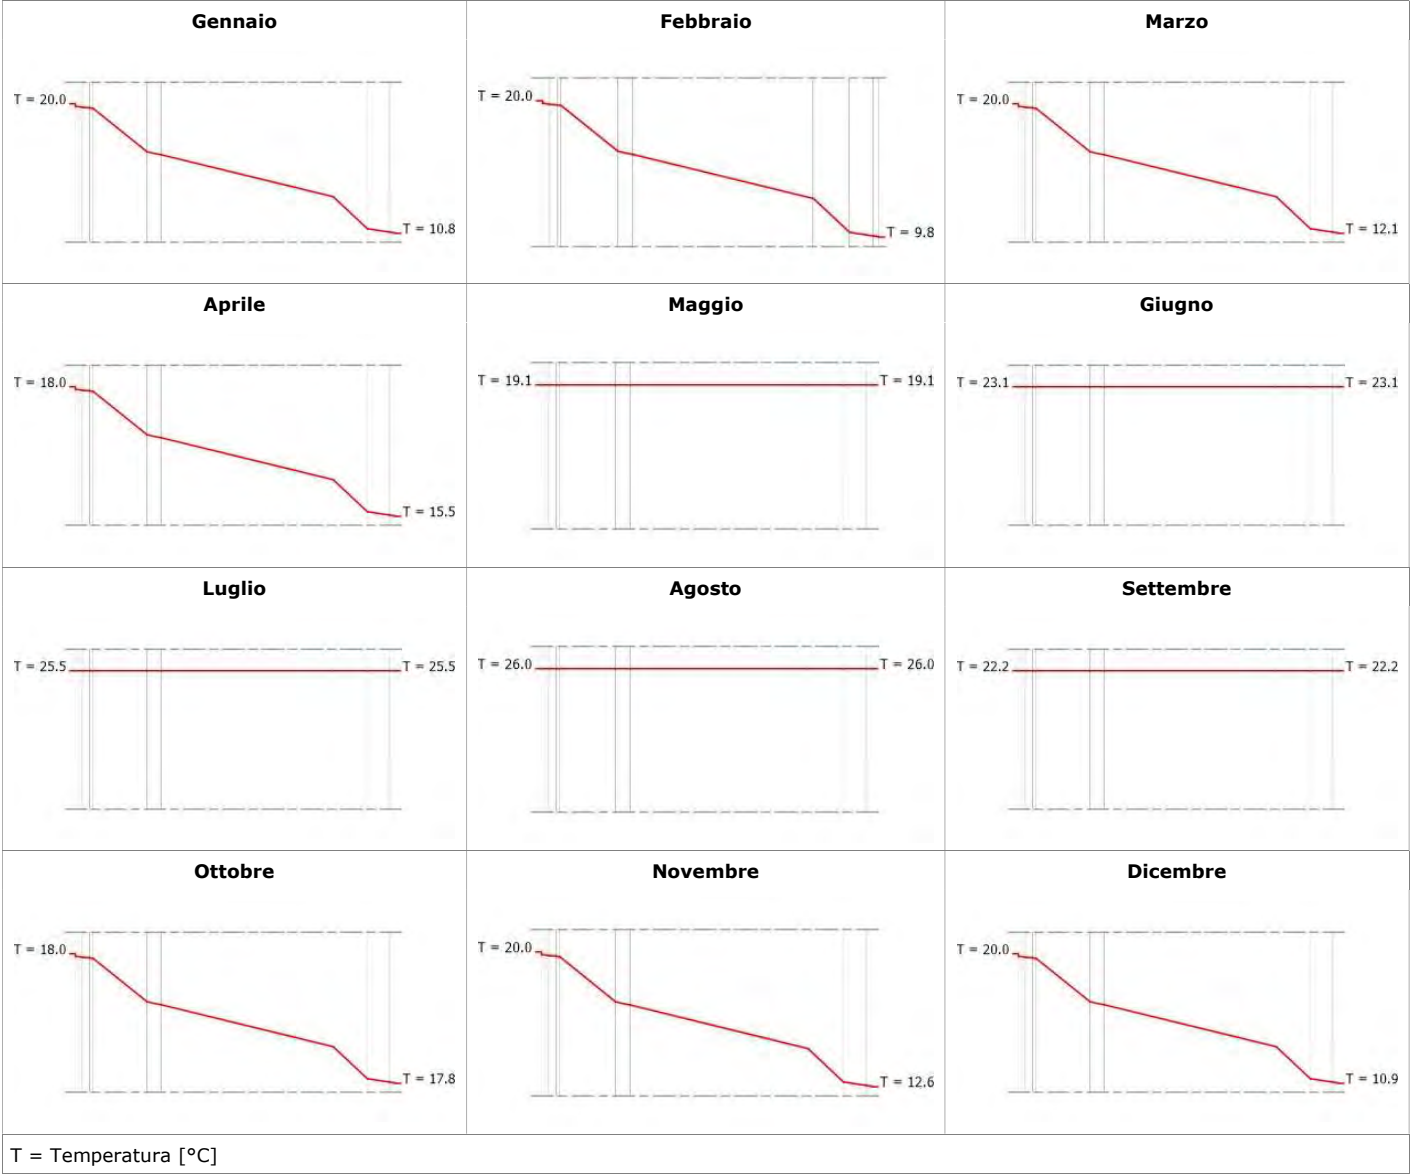 Gennaio
Febbraio
Marzo
T = 20.0
T = 10.8
T = 20.0
T = 9.8
T = 20.0
T = 12.1
Aprile
Maggio
Giugno
T = 18.0
T = 15.5
T = 19.1
T = 19.1
T = 23.1
T = 23.1
Luglio
Agosto
Settembre
T = 25.5
T = 25.5
T = 26.0
T = 26.0
T = 22.2
T = 22.2
Ottobre
Novembre
Dicembre
T = 18.0
T = 17.8
T = 20.0
T = 12.6
T = 20.0
T = 10.9
T = Temperatura [°C]